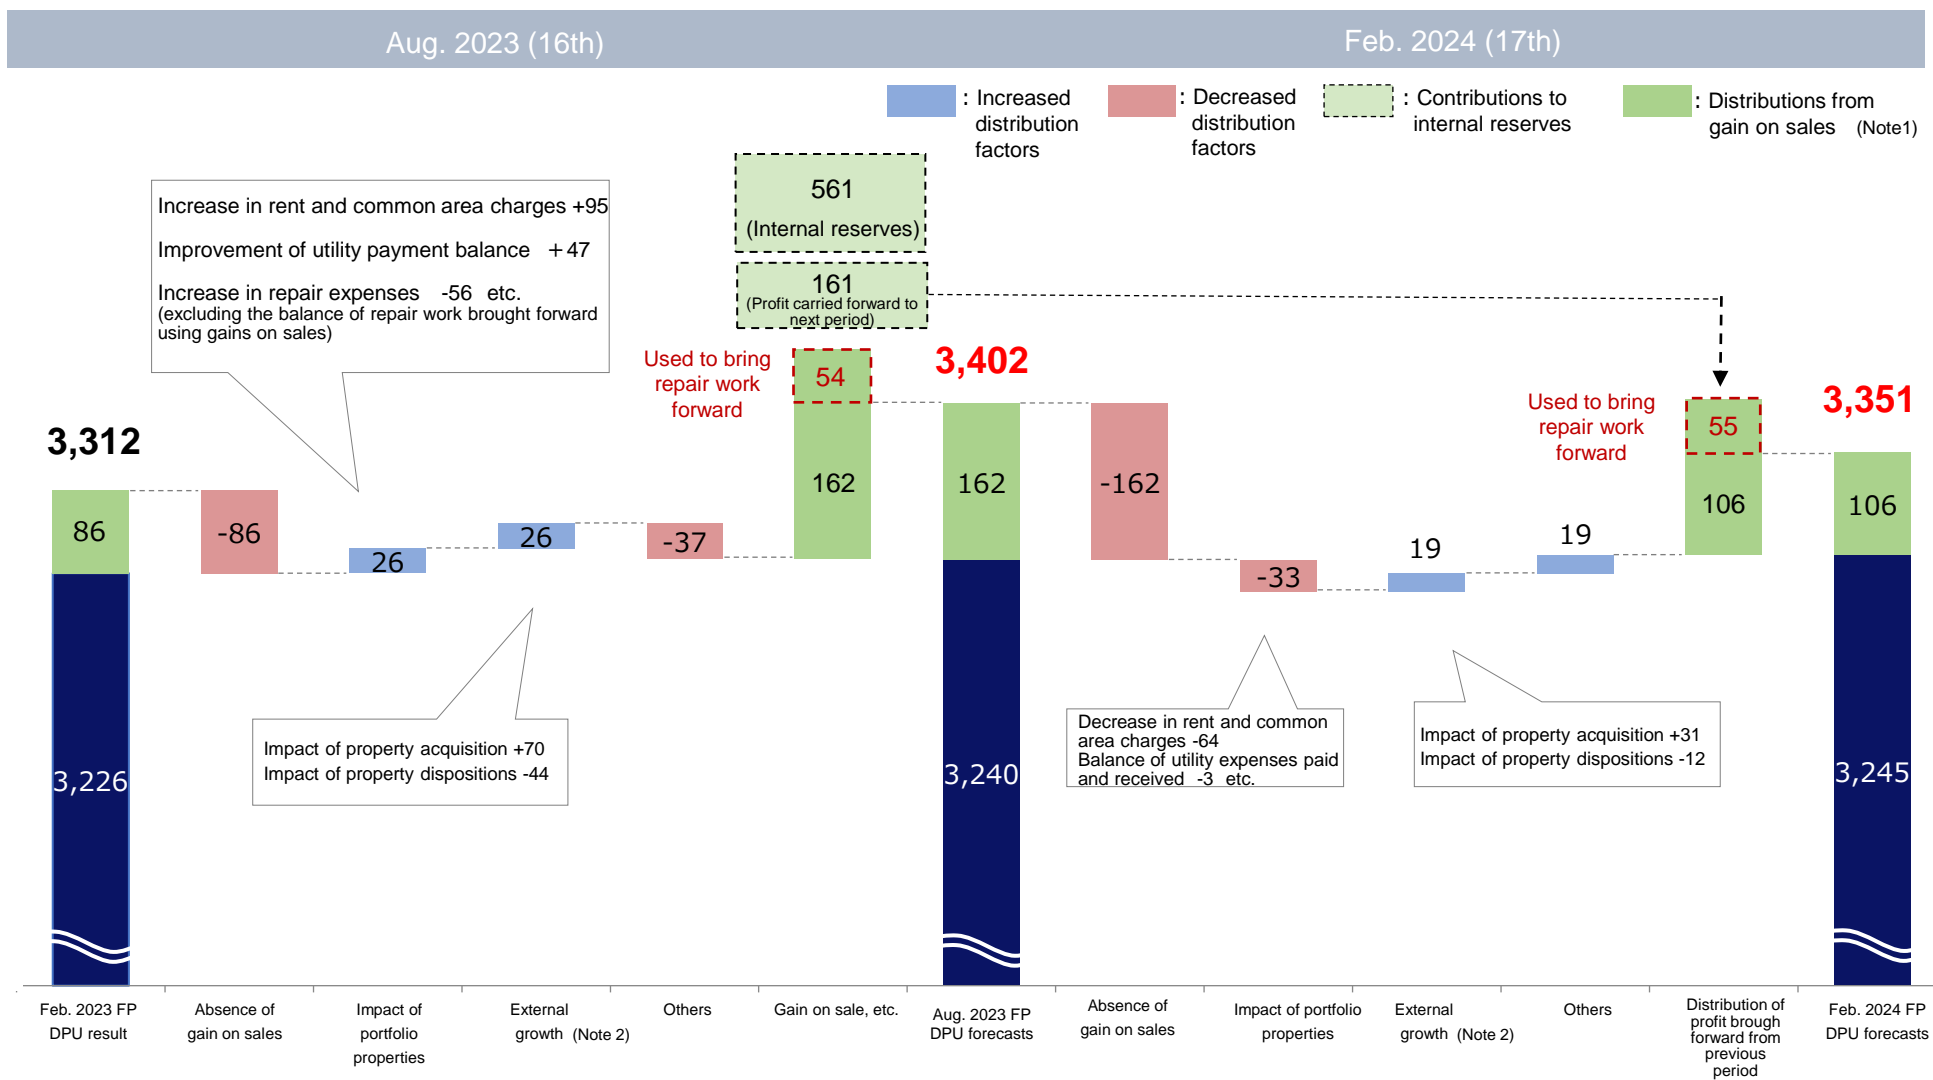 Aug. 2023 (16th)
Feb. 2024 (17th)
: Increased
distribution
factors
: Decreased
distribution
factors
: Contributions to
internal reserves
: Distributions from
gain on sales (Note1)
Increase in rent and common area charges +95
Improvement of utility payment balance +47
Increase in repair expenses -56 etc.
(excluding the balance of repair work brought forward
using gains on sales)
561
(Internal reserves)
161
(Profit carried forward to
next period)
Used to bring
repair work
forward
54
3,402
3,312
86
-86
26
26
-37
162
162
-162
-33
19
19
Used to bring
repair work
forward
55
106
3,351
106
Impact of property acquisition +70
Impact of property dispositions -44
Decrease in rent and common
area charges -64
Balance of utility expenses paid
and received -3 etc.
Impact of property acquisition +31
Impact of property dispositions -12
3,226
3,240
3,245
Feb. 2023 FP
DPU result
Absence of
gain on sales
Impact of
portfolio
properties
External
growth (Note 2)
Others
Gain on sale, etc.
Aug. 2023 FP
DPU forecasts
Absence of
gain on sales
Impact of portfolio
properties
External
growth (Note 2)
Others
Distribution of
profit brough
forward from
previous
period
Feb. 2024 FP
DPU forecasts